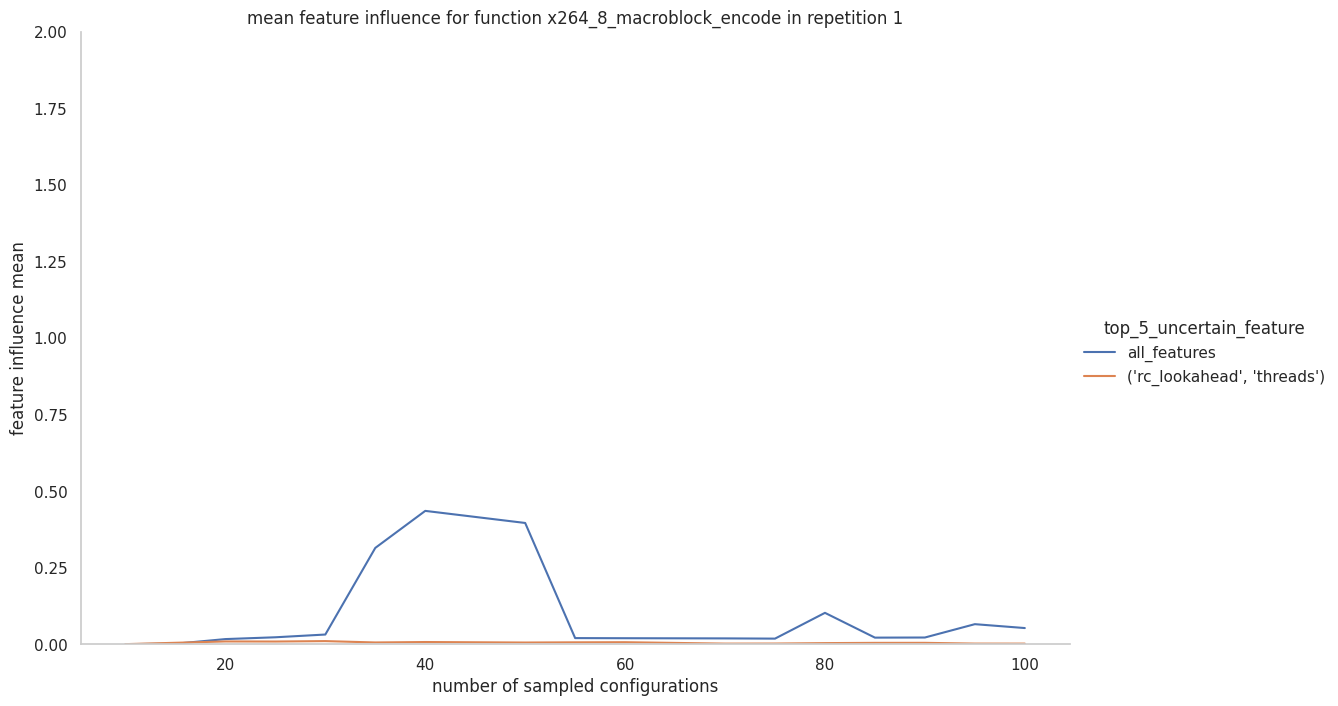 mean feature influence for function x264_8_macroblock_encode in repetition 1
2.00
1.75
1.50
1.25
1.00
0.75
0.50
0.25
0.00
feature influence mean
20
40
60
80
100
number of sampled configurations
top_5_uncertain_feature
all_features
('rc_lookahead', 'threads')